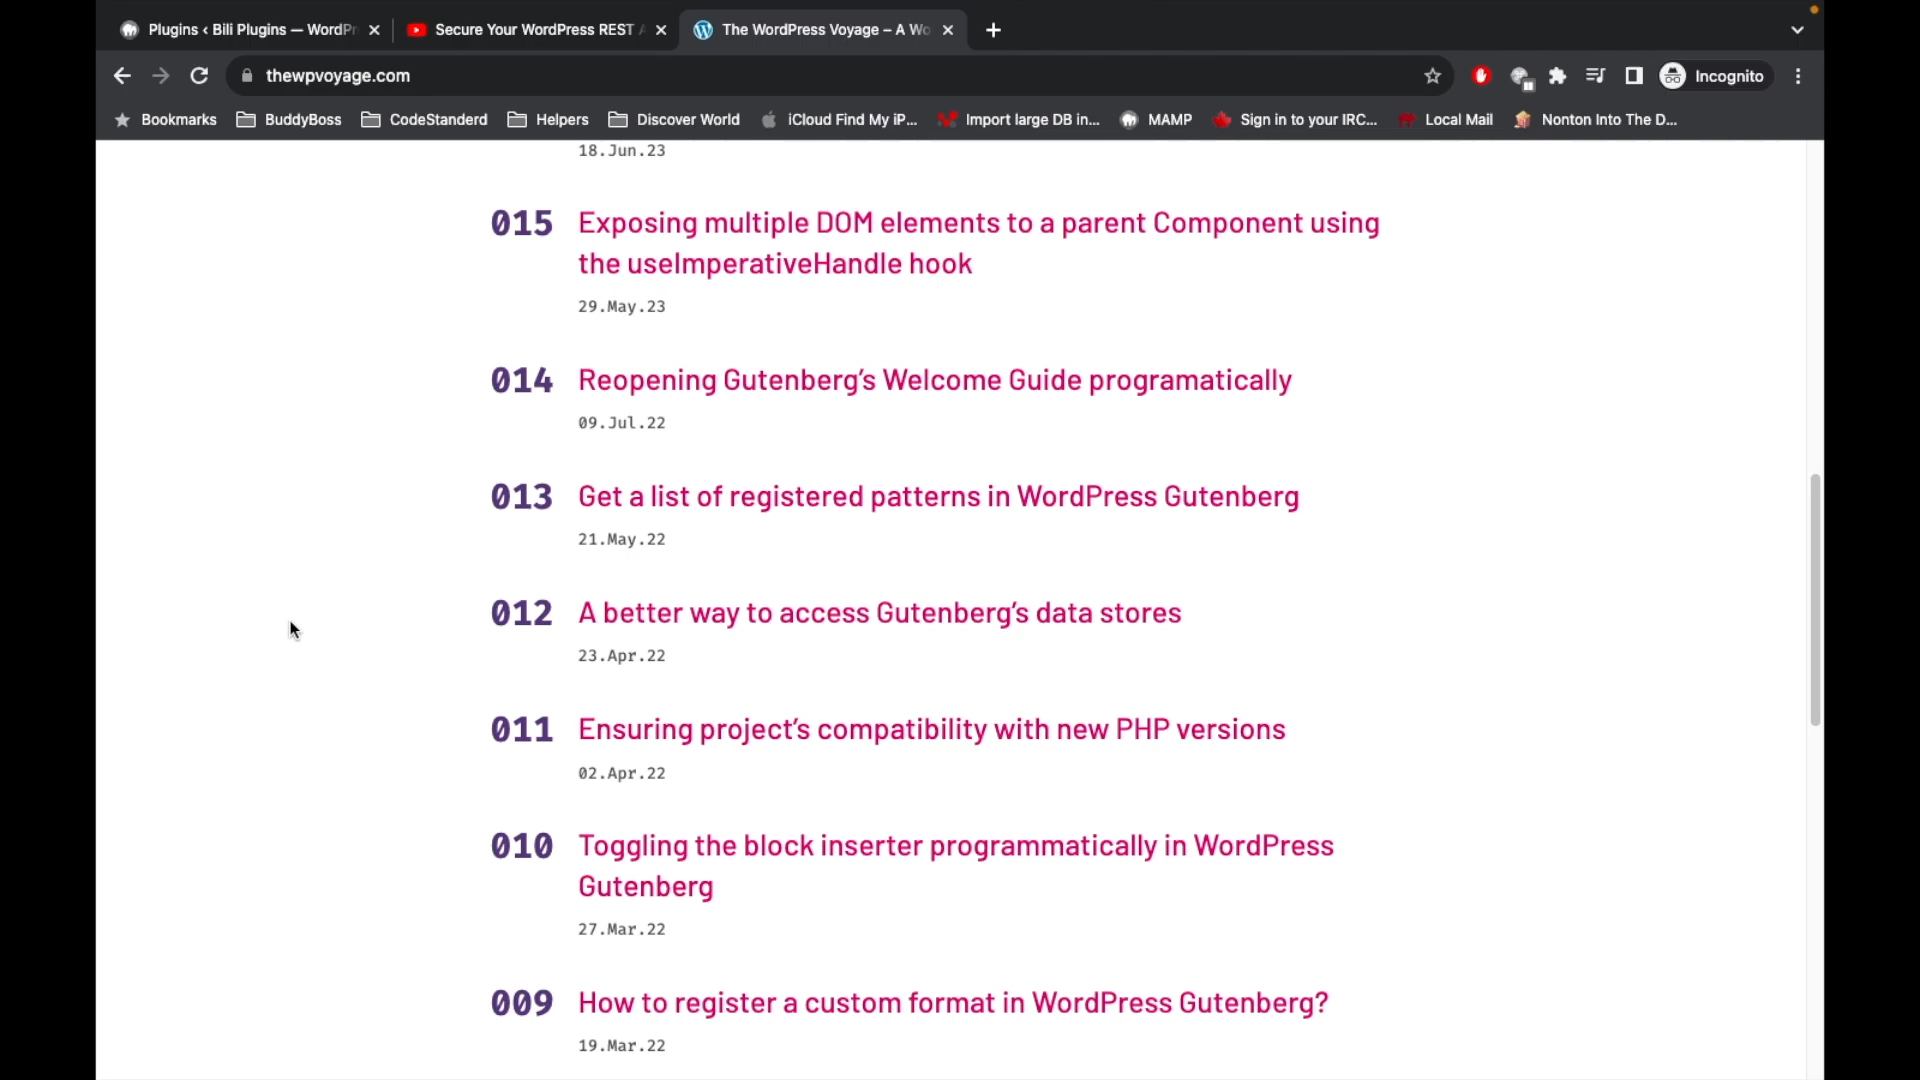 Plugins ‹ Bili Plugins — WordPr
Secure Your WordPress REST A
The WordPress Voyage – A Wo
thewpvoyage.com
Incognito
Bookmarks
BuddyBoss
CodeStanderd
Helpers
Discover World
iCloud Find My iP...
Import large DB in...
MAMP
Sign in to your IRC...
Local Mail
Nonton Into The D...
18.Jun.23
015 Exposing multiple DOM elements to a parent Component using
the useImperativeHandle hook
29.May.23
014 Reopening Gutenberg’s Welcome Guide programatically
09.Jul.22
013 Get a list of registered patterns in WordPress Gutenberg
21.May.22
012 A better way to access Gutenberg’s data stores
23.Apr.22
011 Ensuring project’s compatibility with new PHP versions
02.Apr.22
010 Toggling the block inserter programmatically in WordPress
Gutenberg
27.Mar.22
009 How to register a custom format in WordPress Gutenberg?
19.Mar.22